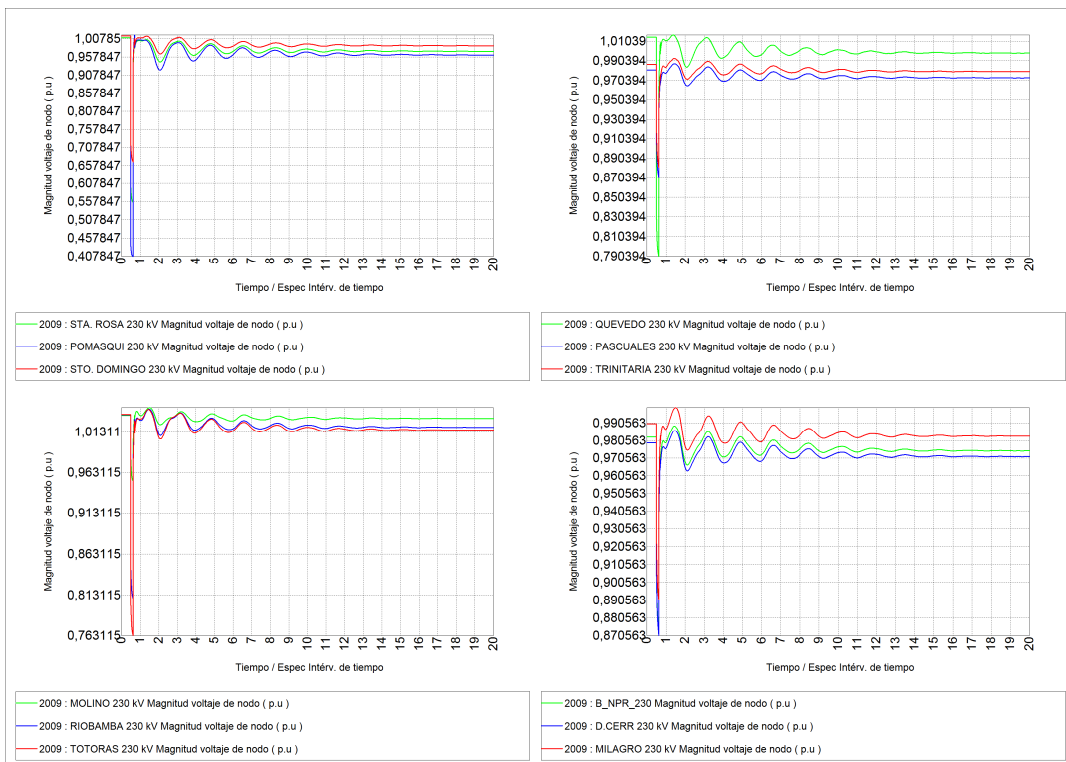 Magnitud voltaje de nodo ( p.u )
1,00785
0,957847
0,907847
0,857847
0,807847
0,757847
0,707847
0,657847
0,607847
0,557847
0,507847
0,457847
0,407847
0 1 2 3 4 5 6 7 8 9 10 11 12 13 14 15 16 17 18 19 20
Tiempo / Espec Intérv. de tiempo
2009 : STA. ROSA 230 kV Magnitud voltaje de nodo ( p.u )
2009 : POMASQUI 230 kV Magnitud voltaje de nodo ( p.u )
2009 : STO. DOMINGO 230 kV Magnitud voltaje de nodo ( p.u )
Magnitud voltaje de nodo ( p.u )
1,01039
0,990394
0,970394
0,950394
0,930394
0,910394
0,890394
0,870394
0,850394
0,830394
0,810394
0,790394
0 1 2 3 4 5 6 7 8 9 10 11 12 13 14 15 16 17 18 19 20
Tiempo / Espec Intérv. de tiempo
2009 : QUEVEDO 230 kV Magnitud voltaje de nodo ( p.u )
2009 : PASCUALES 230 kV Magnitud voltaje de nodo ( p.u )
2009 : TRINITARIA 230 kV Magnitud voltaje de nodo ( p.u )
Magnitud voltaje de nodo ( p.u )
1,01311
0,963115
0,913115
0,863115
0,813115
0,763115
0 1 2 3 4 5 6 7 8 9 10 11 12 13 14 15 16 17 18 19 20
Tiempo / Espec Intérv. de tiempo
2009 : MOLINO 230 kV Magnitud voltaje de nodo ( p.u )
2009 : RIOBAMBA 230 kV Magnitud voltaje de nodo ( p.u )
2009 : TOTORAS 230 kV Magnitud voltaje de nodo ( p.u )
Magnitud voltaje de nodo ( p.u )
0,990563
0,980563
0,970563
0,960563
0,950563
0,940563
0,930563
0,920563
0,910563
0,900563
0,890563
0,880563
0,870563
0 1 2 3 4 5 6 7 8 9 10 11 12 13 14 15 16 17 18 19 20
Tiempo / Espec Intérv. de tiempo
2009 : B_NPR_230 Magnitud voltaje de nodo ( p.u )
2009 : D.CERR 230 kV Magnitud voltaje de nodo ( p.u )
2009 : MILAGRO 230 kV Magnitud voltaje de nodo ( p.u )